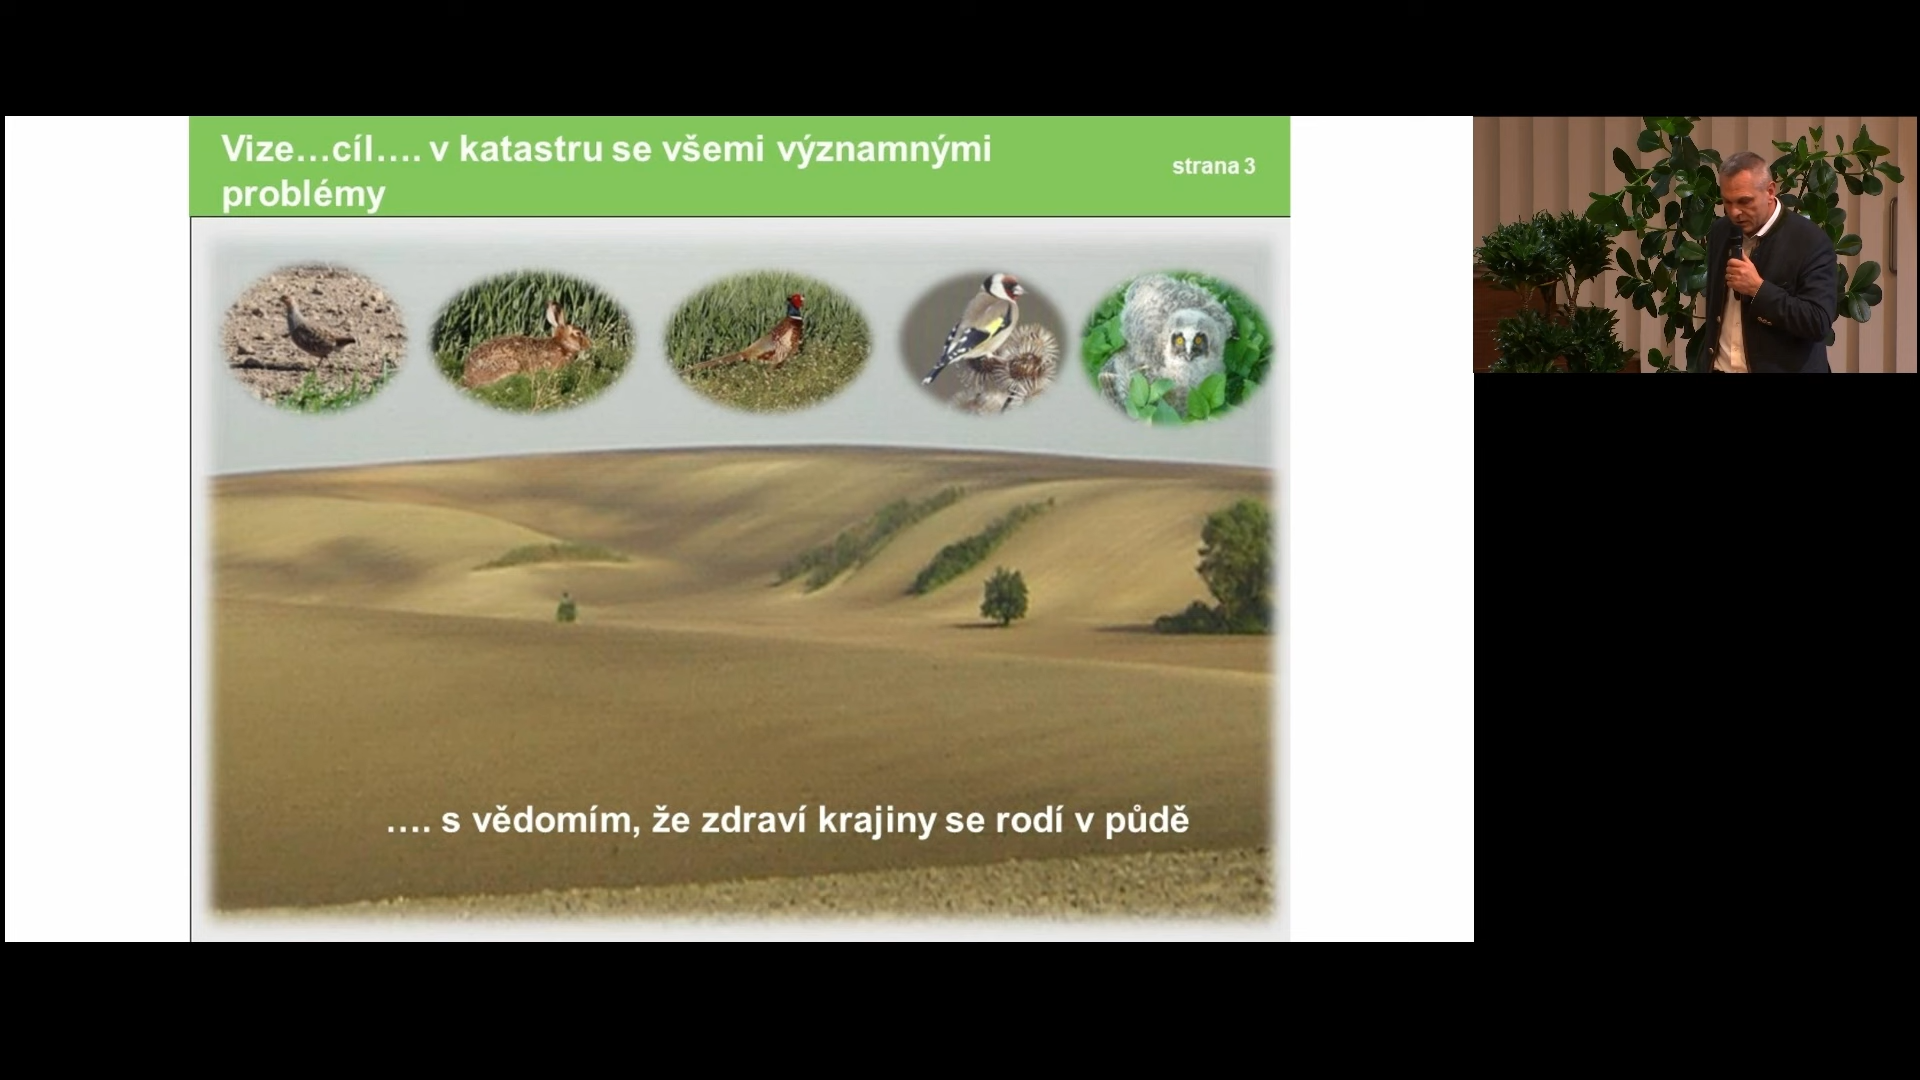 Vize…cíl…. v katastru se všemi významnými
problémy
strana 3
…. s vědomím, že zdraví krajiny se rodí v půdě